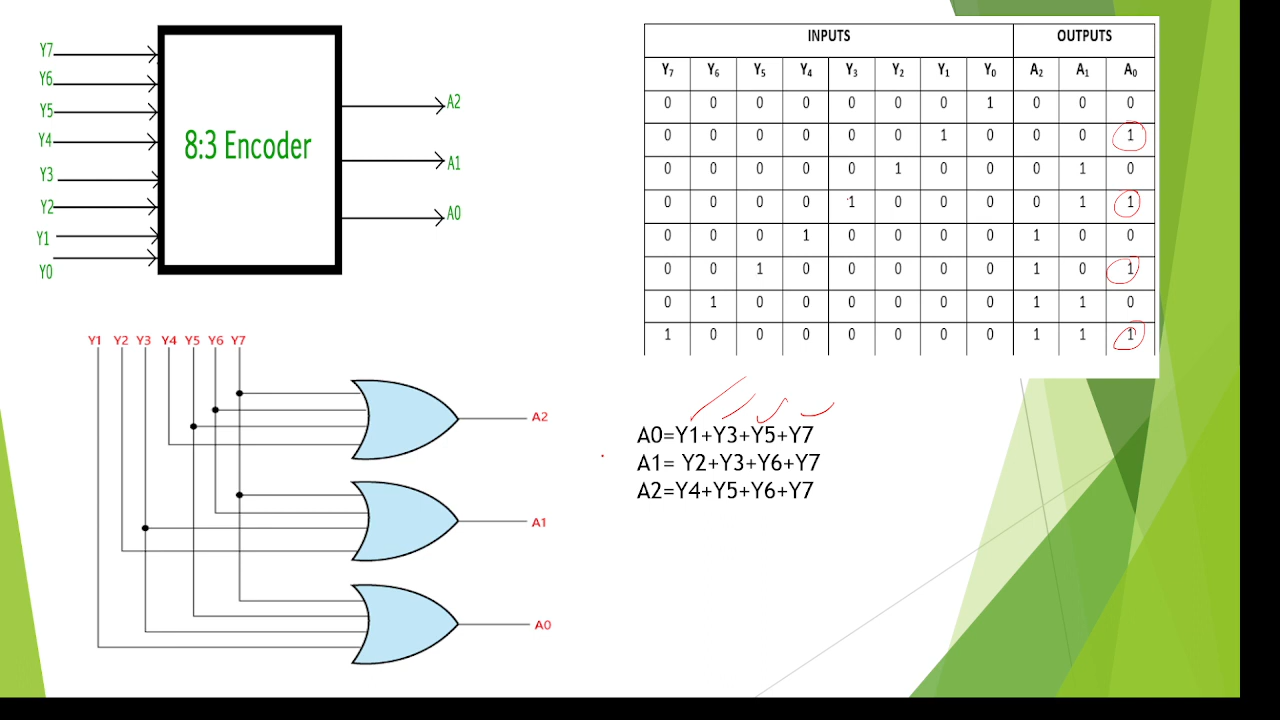 Y7
Y6
Y5
Y4
Y3
Y2
Y1
Y0
8:3 Encoder
A2
A1
A0
INPUTS OUTPUTS
Y₇ Y₆ Y₅ Y₄ Y₃ Y₂ Y₁ Y₀ A₂ A₁ A₀
0 0 0 0 0 0 0 1 0 0 0
0 0 0 0 0 0 1 0 0 0 1
0 0 0 0 0 1 0 0 0 1 0
0 0 0 0 1 0 0 0 0 1 1
0 0 0 1 0 0 0 0 1 0 0
0 0 1 0 0 0 0 0 1 0 1
0 1 0 0 0 0 0 0 1 1 0
1 0 0 0 0 0 0 0 1 1 1
Y1 Y2 Y3 Y4 Y5 Y6 Y7
A2
A1
A0
A0=Y1+Y3+Y5+Y7
A1= Y2+Y3+Y6+Y7
A2=Y4+Y5+Y6+Y7